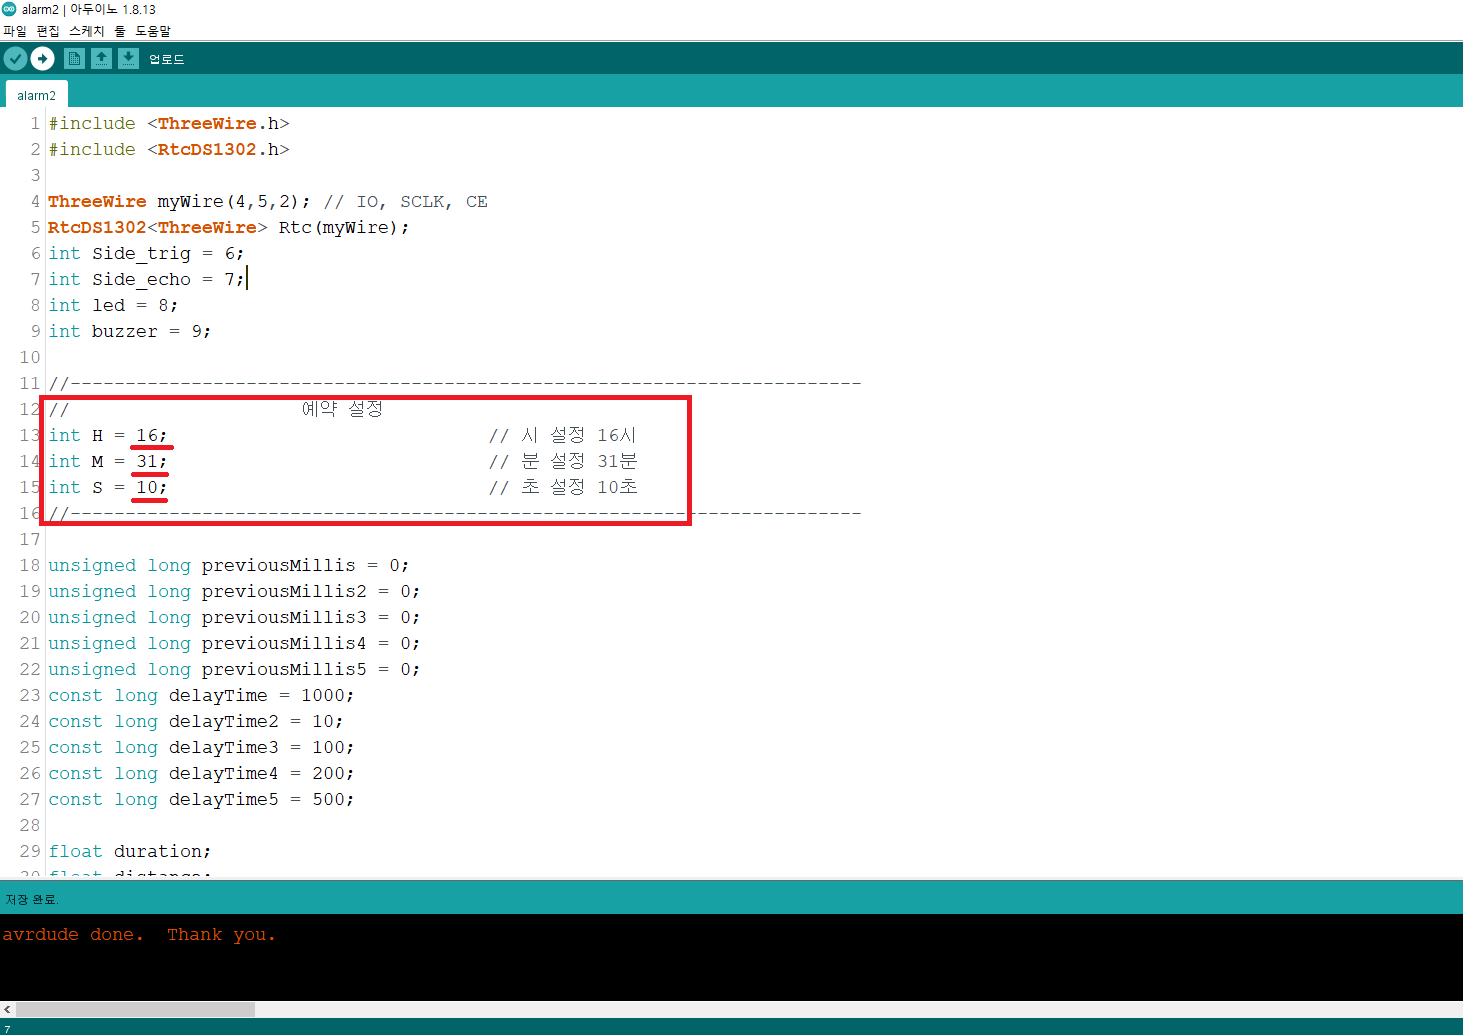 alarm2 | 아두이노 1.8.13
파일 편집 스케치 툴 도움말
업로드
alarm2
1 #include <ThreeWire.h>
2 #include <RtcDS1302.h>
3
4 ThreeWire myWire(4,5,2); // IO, SCLK, CE
5 RtcDS1302<ThreeWire> Rtc(myWire);
6 int Side_trig = 6;
7 int Side_echo = 7;
8 int led = 8;
9 int buzzer = 9;
10
11 //------------------------------------------------------------------------
12 // 예약 설정
13 int H = 16; // 시 설정 16시
14 int M = 31; // 분 설정 31분
15 int S = 10; // 초 설정 10초
16 //------------------------------------------------------------------------
17
18 unsigned long previousMillis = 0;
19 unsigned long previousMillis2 = 0;
20 unsigned long previousMillis3 = 0;
21 unsigned long previousMillis4 = 0;
22 unsigned long previousMillis5 = 0;
23 const long delayTime = 1000;
24 const long delayTime2 = 10;
25 const long delayTime3 = 100;
26 const long delayTime4 = 200;
27 const long delayTime5 = 500;
28
29 float duration;
30 float distance;
저장 완료.
avrdude done.  Thank you.
7